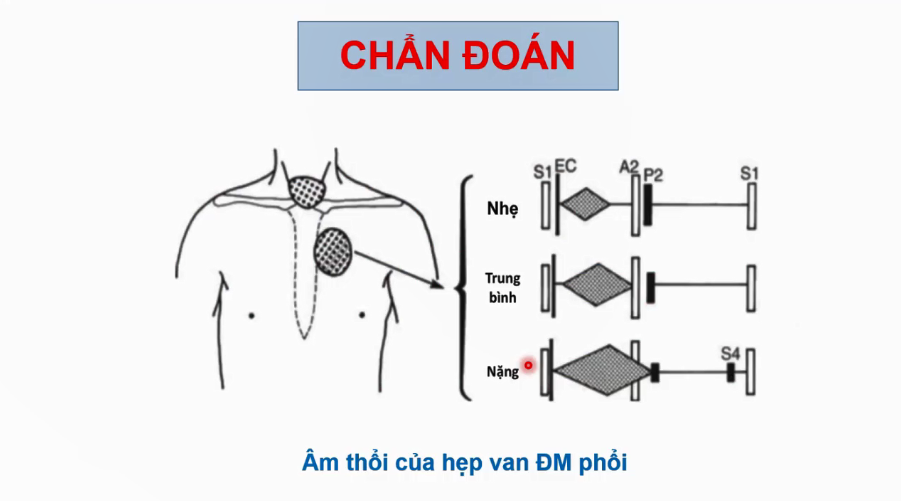 CHẨN ĐOÁN
S1 EC A2 P2 S1
Nhẹ
Trung
bình
S4
Nặng
Âm thổi của hẹp van ĐM phổi